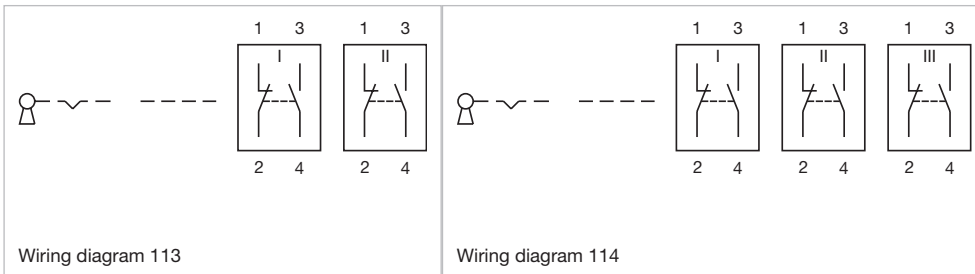 1 3 1 3
I II
2 4 2 4
Wiring diagram 113
1 3 1 3 1 3
I II III
2 4 2 4 2 4
Wiring diagram 114